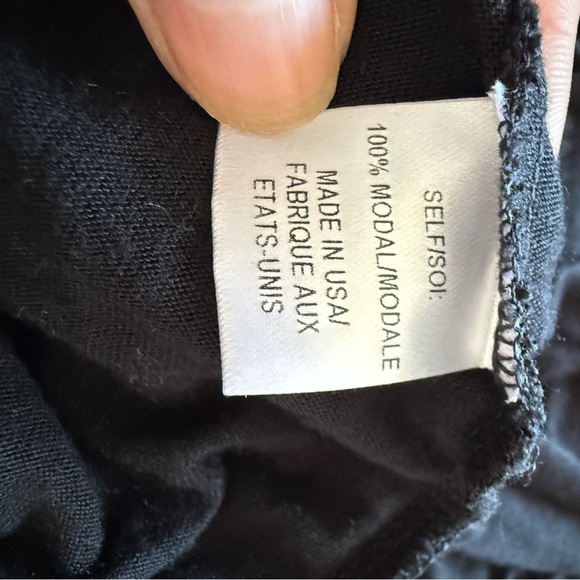 SELF/SOI:
100% MODAL/MODALE
MADE IN USA/
FABRIQUE AUX
ETATS-UNIS